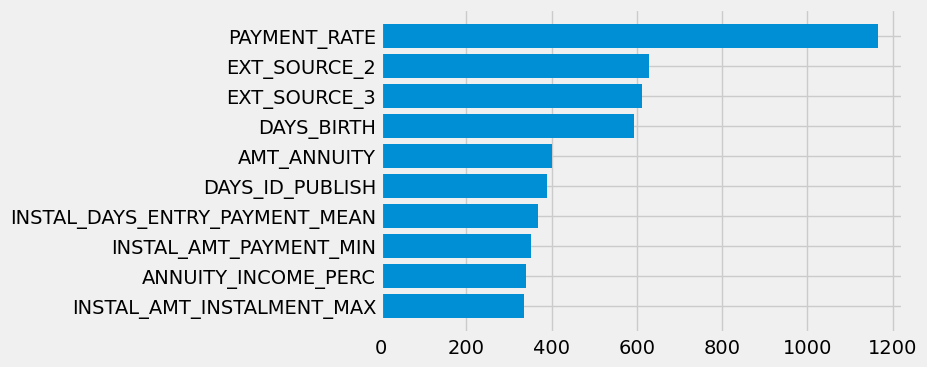 PAYMENT_RATE
EXT_SOURCE_2
EXT_SOURCE_3
DAYS_BIRTH
AMT_ANNUITY
DAYS_ID_PUBLISH
INSTAL_DAYS_ENTRY_PAYMENT_MEAN
INSTAL_AMT_PAYMENT_MIN
ANNUITY_INCOME_PERC
INSTAL_AMT_INSTALMENT_MAX
0 200 400 600 800 1000 1200